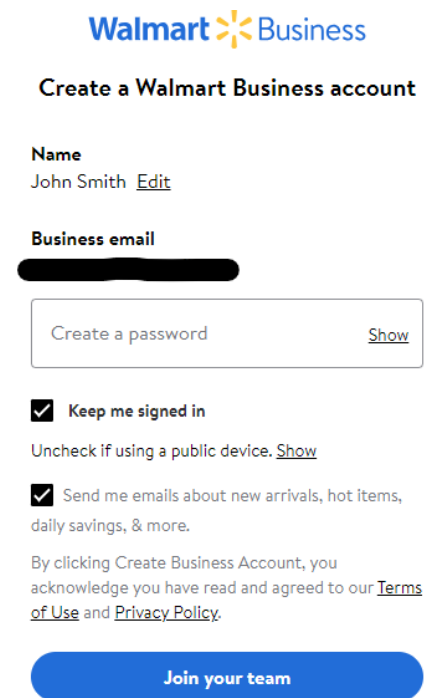 Walmart Business
Create a Walmart Business account
Name
John Smith Edit
Business email
Create a password Show
Keep me signed in
Uncheck if using a public device. Show
Send me emails about new arrivals, hot items,
daily savings, & more.
By clicking Create Business Account, you
acknowledge you have read and agreed to our Terms
of Use and Privacy Policy.
Join your team